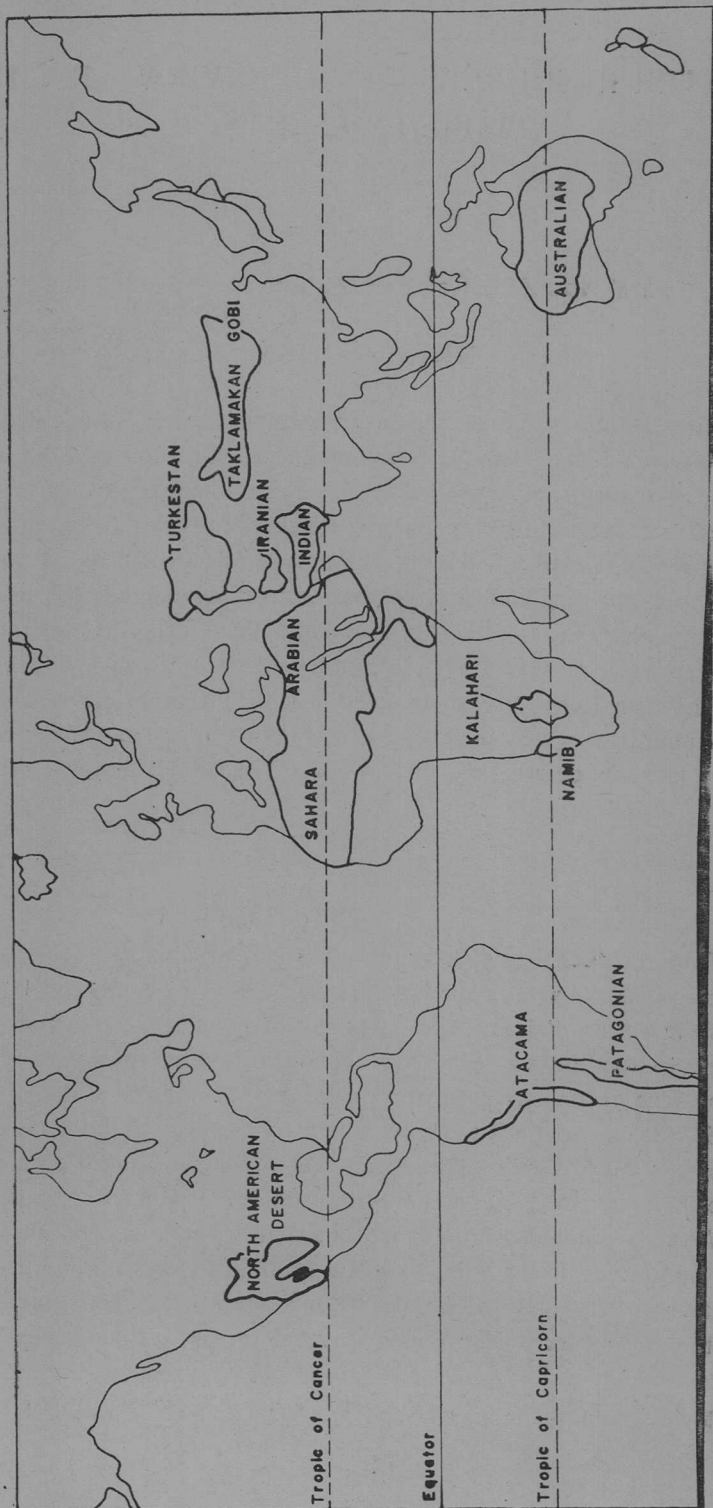 NORTH AMERICAN
DESERT
ATACAMA
PATAGONIAN
SAHARA
ARABIAN
KALAHARI
NAMIB
TURKESTAN
IRANIAN
INDIAN
TAKLAMAKAN GOBI
AUSTRALIAN
Tropic of Cancer
Equator
Tropic of Capricorn